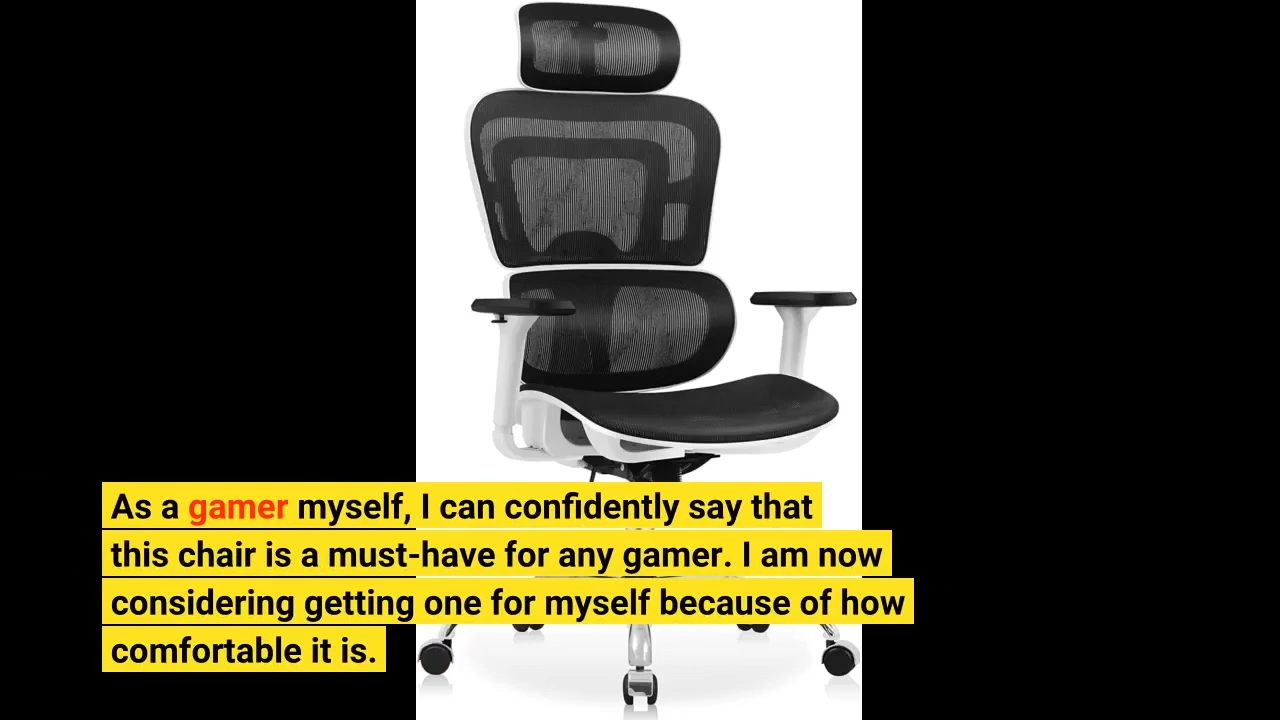 As a gamer myself, I can confidently say that
this chair is a must-have for any gamer. I am now
considering getting one for myself because of how
comfortable it is.